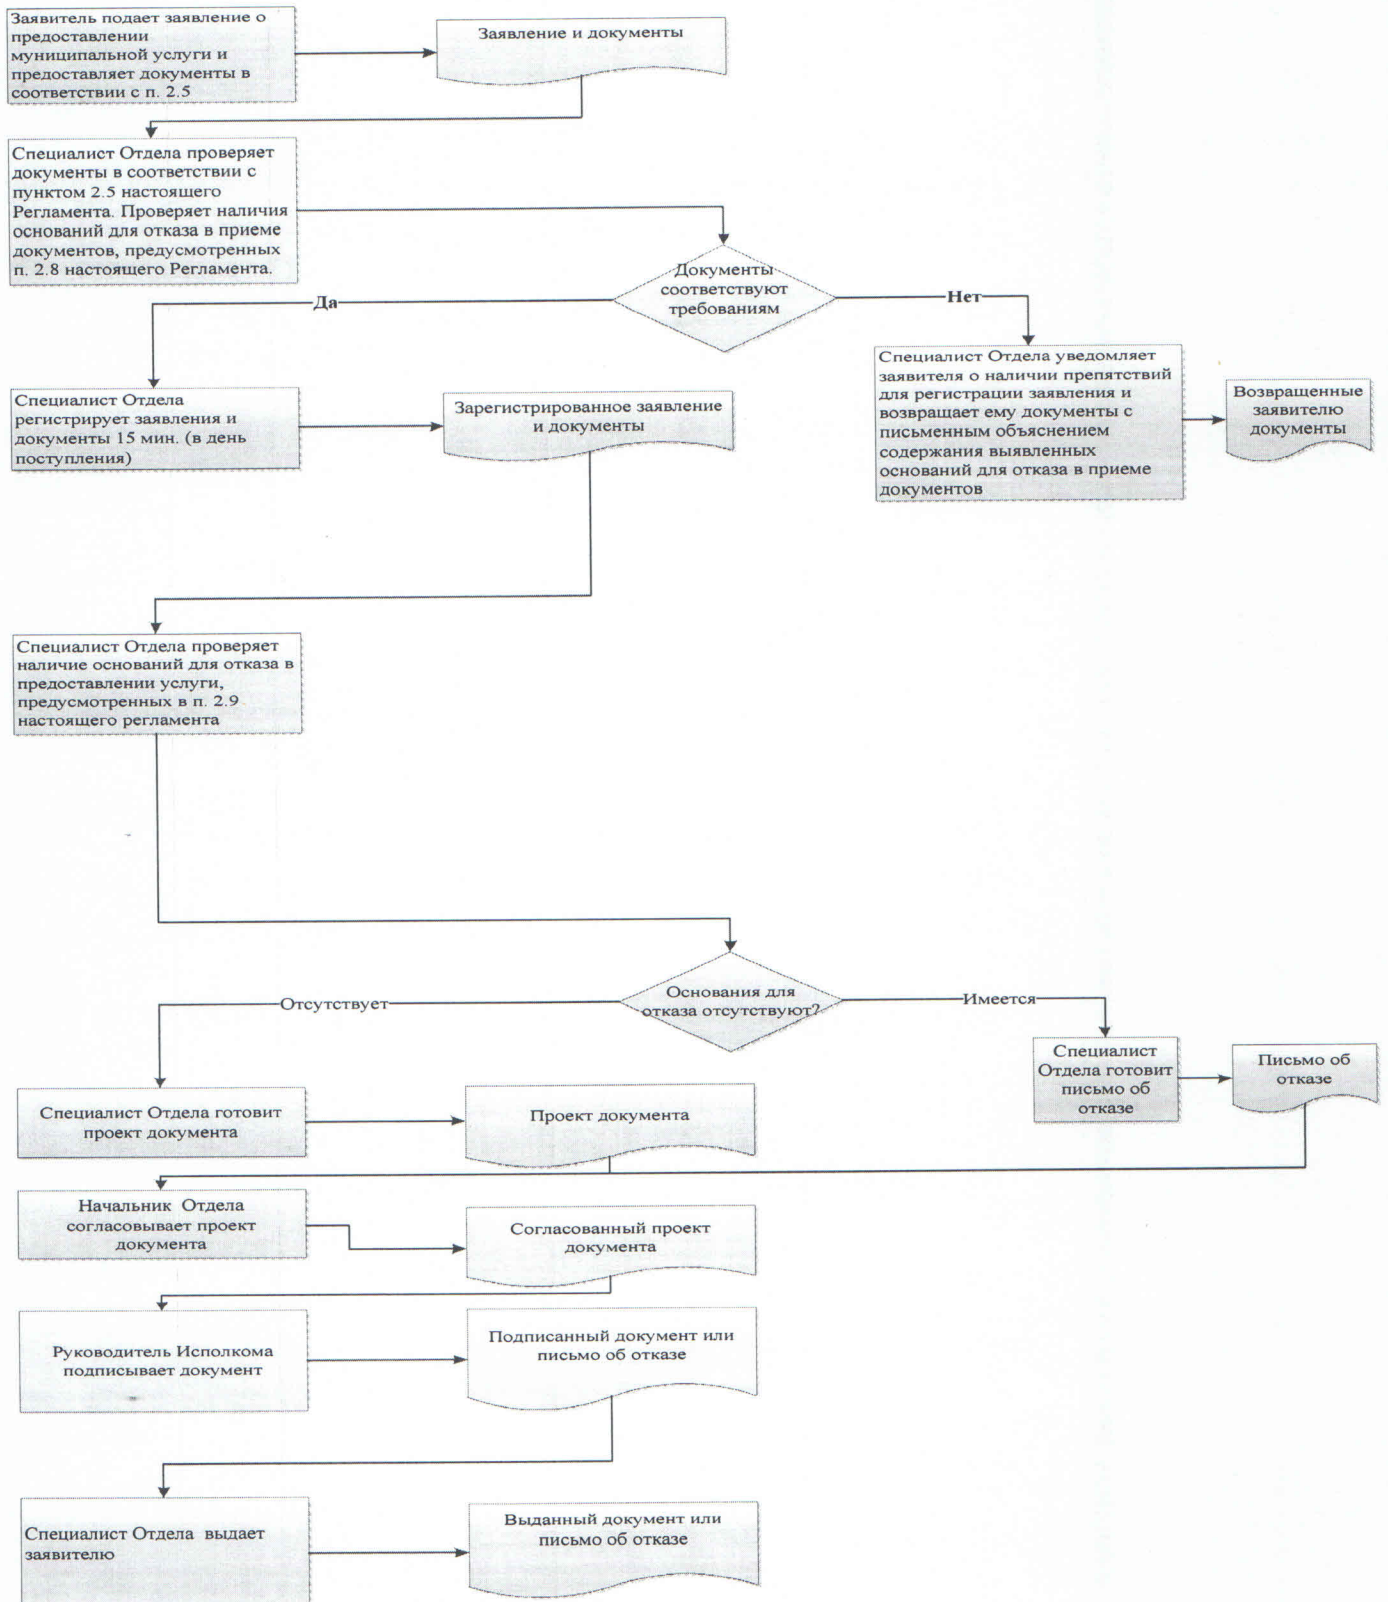 Заявитель подает заявление о
предоставлении
муниципальной услуги и
предоставляет документы в
соответствии с п. 2.5
Заявление и документы
Специалист Отдела проверяет
документы в соответствии с
пунктом 2.5 настоящего
Регламента. Проверяет наличия
оснований для отказа в приеме
документов, предусмотренных
п. 2.8 настоящего Регламента.
Документы
соответствуют
требованиям
Да
Нет
Специалист Отдела
регистрирует заявления и
документы 15 мин. (в день
поступления)
Зарегистрированное заявление
и документы
Специалист Отдела уведомляет
заявителя о наличии препятствий
для регистрации заявления и
возвращает ему документы с
письменным объяснением
содержания выявленных
оснований для отказа в приеме
документов
Возвращенные
заявителю
документы
Специалист Отдела проверяет
наличие оснований для отказа в
предоставлении услуги,
предусмотренных в п. 2.9
настоящего регламента
Основания для
отказа отсутствуют?
Отсутствует
Имеется
Специалист
Отдела готовит
письмо об
отказе
Письмо об
отказе
Специалист Отдела готовит
проект документа
Проект документа
Начальник Отдела
согласовывает проект
документа
Согласованный проект
документа
Руководитель Исполкома
подписывает документ
Подписанный документ или
письмо об отказе
Специалист Отдела выдает
заявителю
Выданный документ или
письмо об отказе